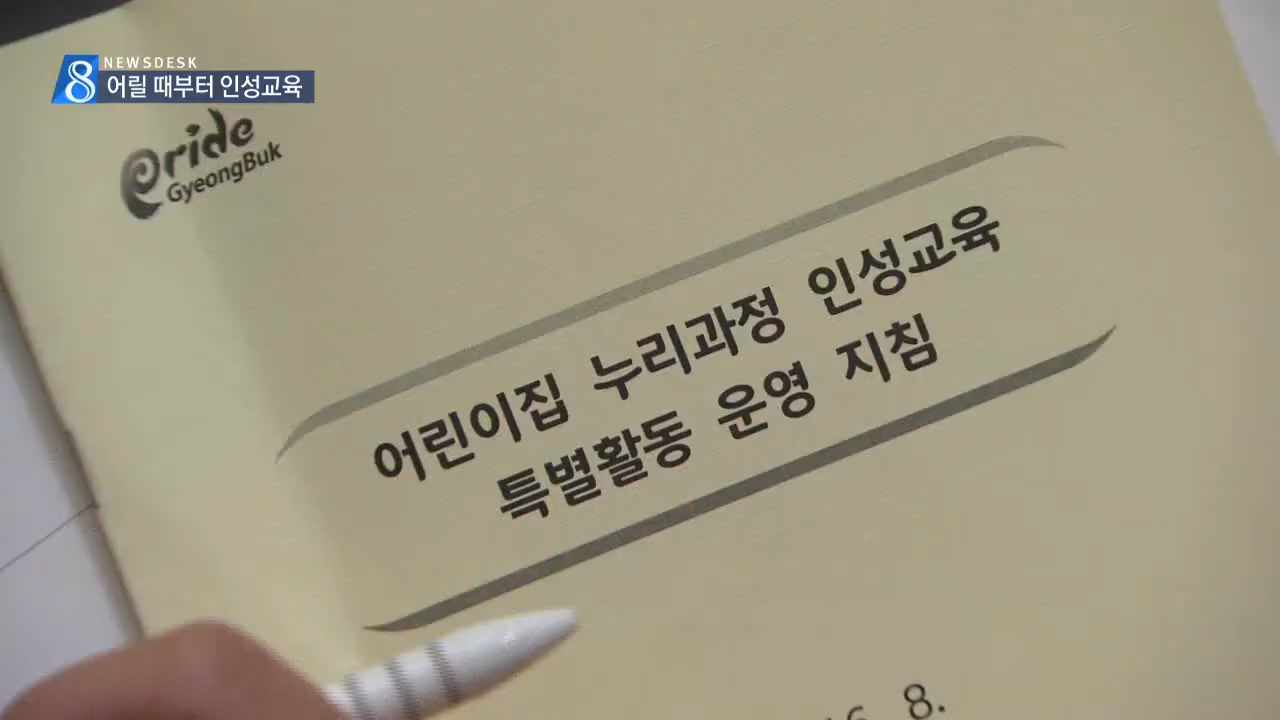 NEWSDESK
8 어릴 때부터 인성교육
Pride
GyeongBuk
어린이집 누리과정 인성교육
특별활동 운영 지침
6. 8.